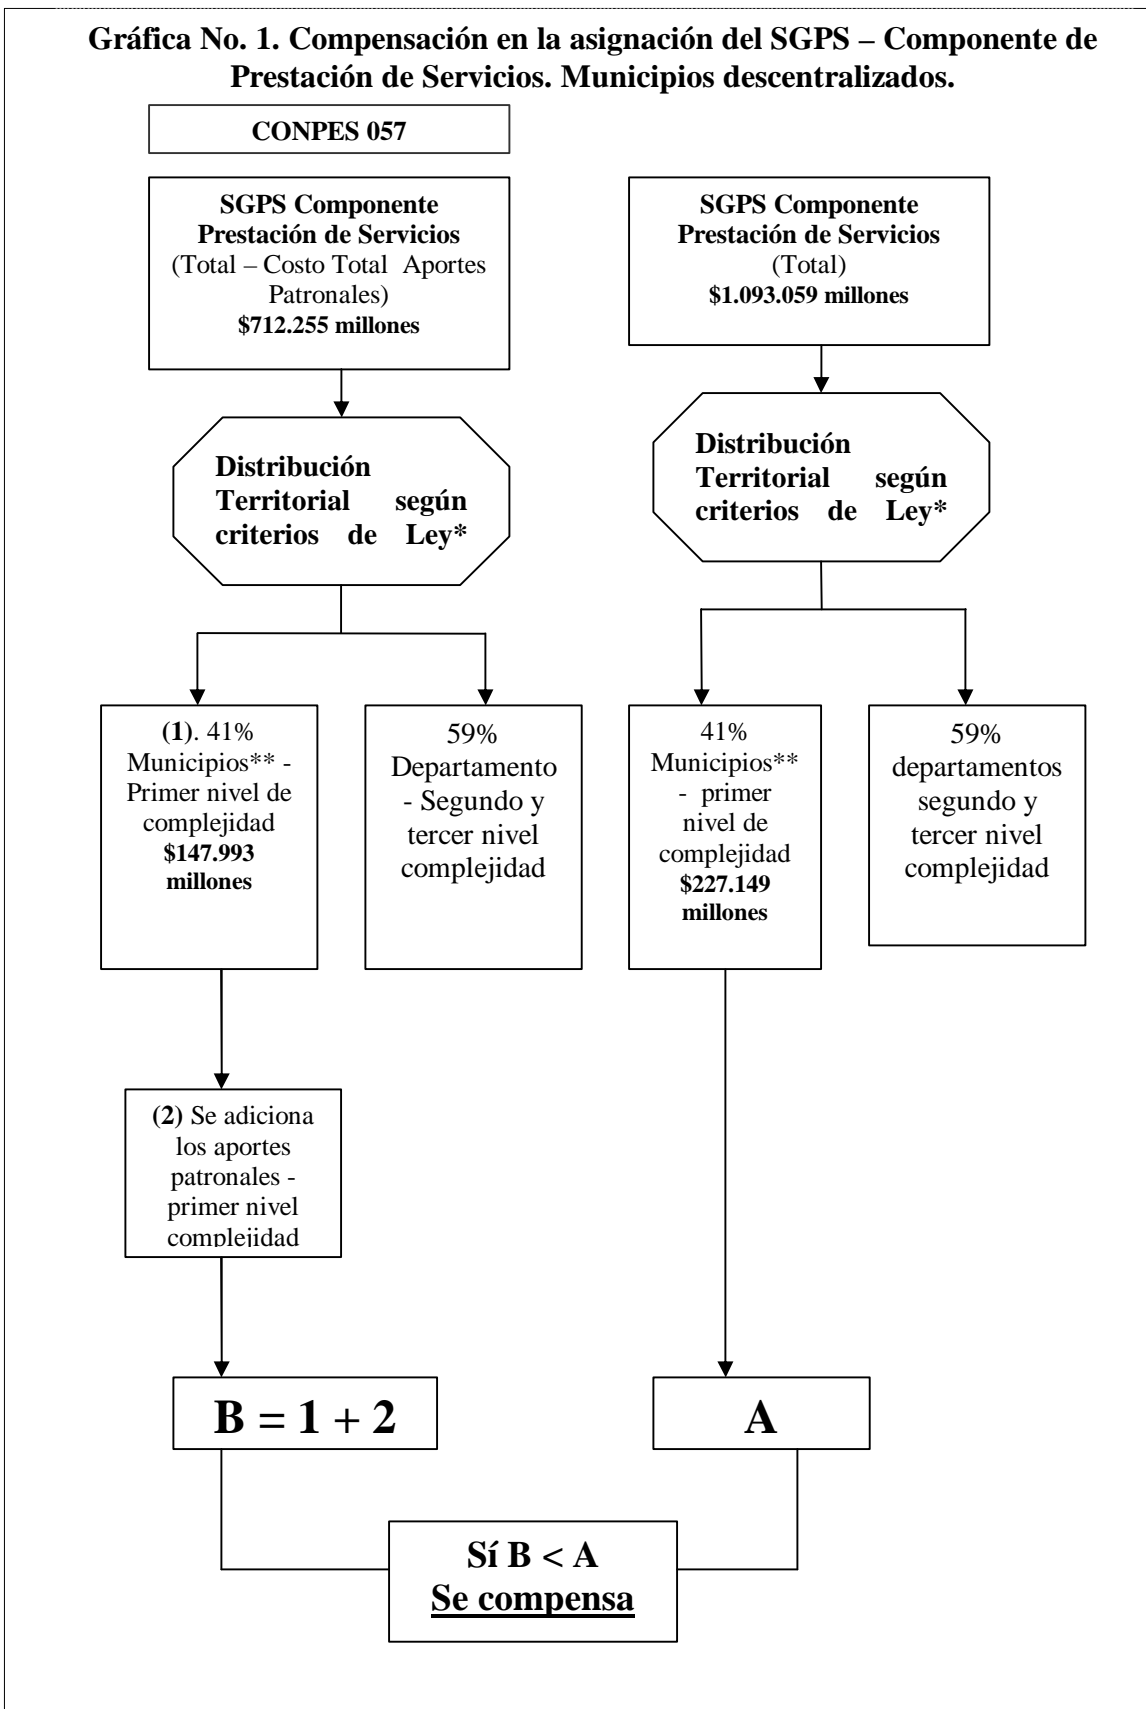 Gráfica No. 1. Compensación en la asignación del SGPS – Componente de
Prestación de Servicios. Municipios descentralizados.
CONPES 057
SGPS Componente
Prestación de Servicios
(Total – Costo Total Aportes
Patronales)
$712.255 millones
SGPS Componente
Prestación de Servicios
(Total)
$1.093.059 millones
Distribución
Territorial según
criterios de Ley*
Distribución
Territorial según
criterios de Ley*
(1). 41%
Municipios** -
Primer nivel de
complejidad
$147.993
millones
59%
Departamento
- Segundo y
tercer nivel
complejidad
41%
Municipios**
- primer
nivel de
complejidad
$227.149
millones
59%
departamentos
segundo y
tercer nivel
complejidad
(2) Se adiciona
los aportes
patronales -
primer nivel
complejidad
B = 1 + 2
A
Sí B < A
Se compensa